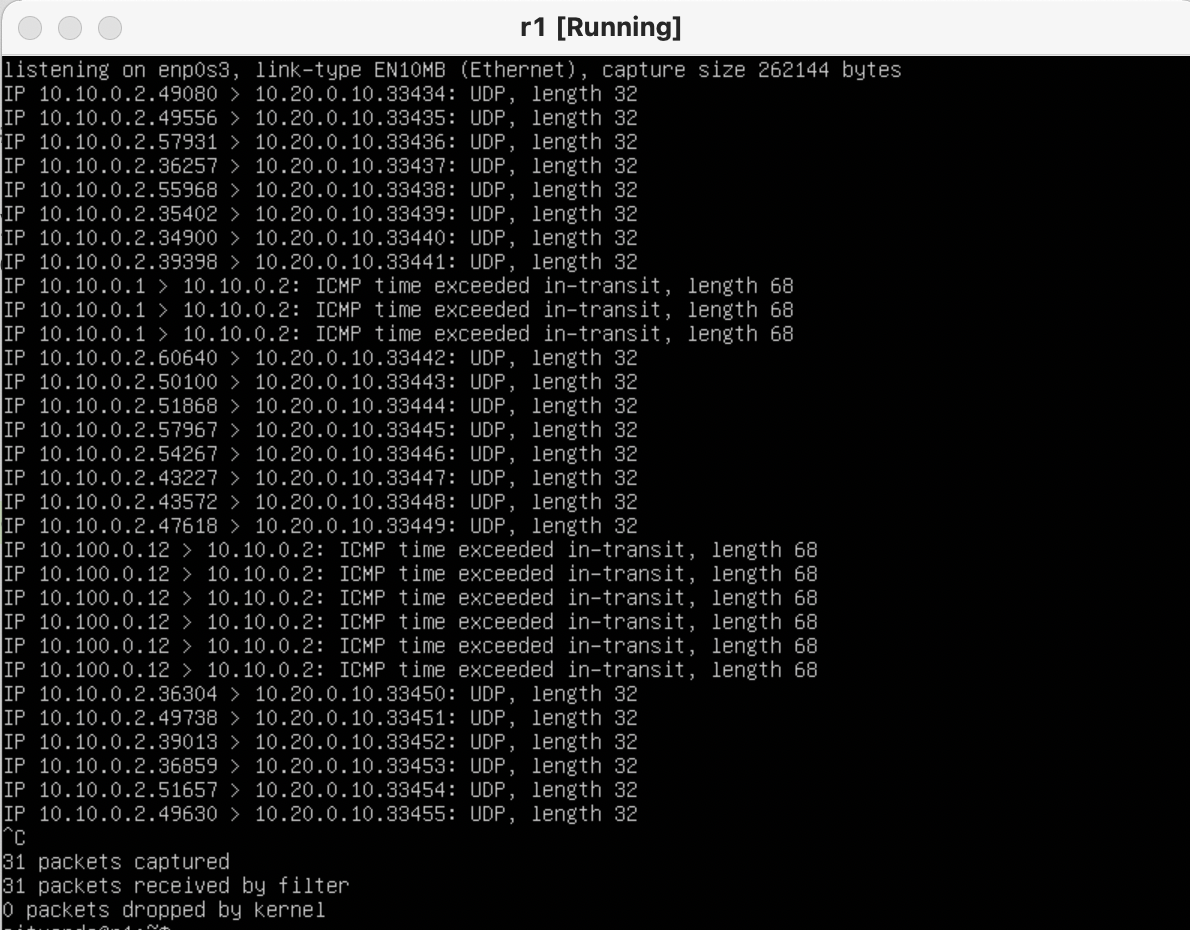 r1 [Running]
listening on enp0s3, link-type EN10MB (Ethernet), capture size 262144 bytes
IP 10.10.0.2.49080 > 10.20.0.10.33434: UDP, length 32
IP 10.10.0.2.49556 > 10.20.0.10.33435: UDP, length 32
IP 10.10.0.2.57931 > 10.20.0.10.33436: UDP, length 32
IP 10.10.0.2.36257 > 10.20.0.10.33437: UDP, length 32
IP 10.10.0.2.55968 > 10.20.0.10.33438: UDP, length 32
IP 10.10.0.2.35402 > 10.20.0.10.33439: UDP, length 32
IP 10.10.0.2.34900 > 10.20.0.10.33440: UDP, length 32
IP 10.10.0.2.39398 > 10.20.0.10.33441: UDP, length 32
IP 10.10.0.1 > 10.10.0.2: ICMP time exceeded in-transit, length 68
IP 10.10.0.1 > 10.10.0.2: ICMP time exceeded in-transit, length 68
IP 10.10.0.1 > 10.10.0.2: ICMP time exceeded in-transit, length 68
IP 10.10.0.2.60640 > 10.20.0.10.33442: UDP, length 32
IP 10.10.0.2.50100 > 10.20.0.10.33443: UDP, length 32
IP 10.10.0.2.51868 > 10.20.0.10.33444: UDP, length 32
IP 10.10.0.2.57967 > 10.20.0.10.33445: UDP, length 32
IP 10.10.0.2.54267 > 10.20.0.10.33446: UDP, length 32
IP 10.10.0.2.43227 > 10.20.0.10.33447: UDP, length 32
IP 10.10.0.2.43572 > 10.20.0.10.33448: UDP, length 32
IP 10.10.0.2.47618 > 10.20.0.10.33449: UDP, length 32
IP 10.100.0.12 > 10.10.0.2: ICMP time exceeded in-transit, length 68
IP 10.100.0.12 > 10.10.0.2: ICMP time exceeded in-transit, length 68
IP 10.100.0.12 > 10.10.0.2: ICMP time exceeded in-transit, length 68
IP 10.100.0.12 > 10.10.0.2: ICMP time exceeded in-transit, length 68
IP 10.100.0.12 > 10.10.0.2: ICMP time exceeded in-transit, length 68
IP 10.100.0.12 > 10.10.0.2: ICMP time exceeded in-transit, length 68
IP 10.10.0.2.36304 > 10.20.0.10.33450: UDP, length 32
IP 10.10.0.2.49738 > 10.20.0.10.33451: UDP, length 32
IP 10.10.0.2.39013 > 10.20.0.10.33452: UDP, length 32
IP 10.10.0.2.36859 > 10.20.0.10.33453: UDP, length 32
IP 10.10.0.2.51657 > 10.20.0.10.33454: UDP, length 32
IP 10.10.0.2.49630 > 10.20.0.10.33455: UDP, length 32
^C
31 packets captured
31 packets received by filter
0 packets dropped by kernel